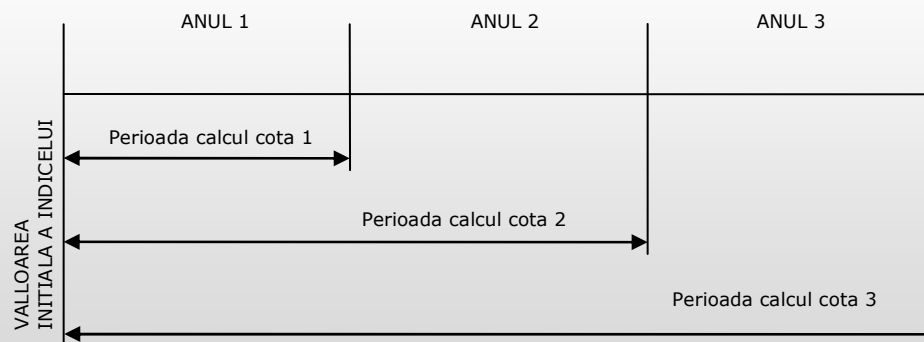 ANUL 1
ANUL 2
ANUL 3
Perioada calcul cota 1
Perioada calcul cota 2
Perioada calcul cota 3
VALLOAREA
INITIALA A INDICELUI